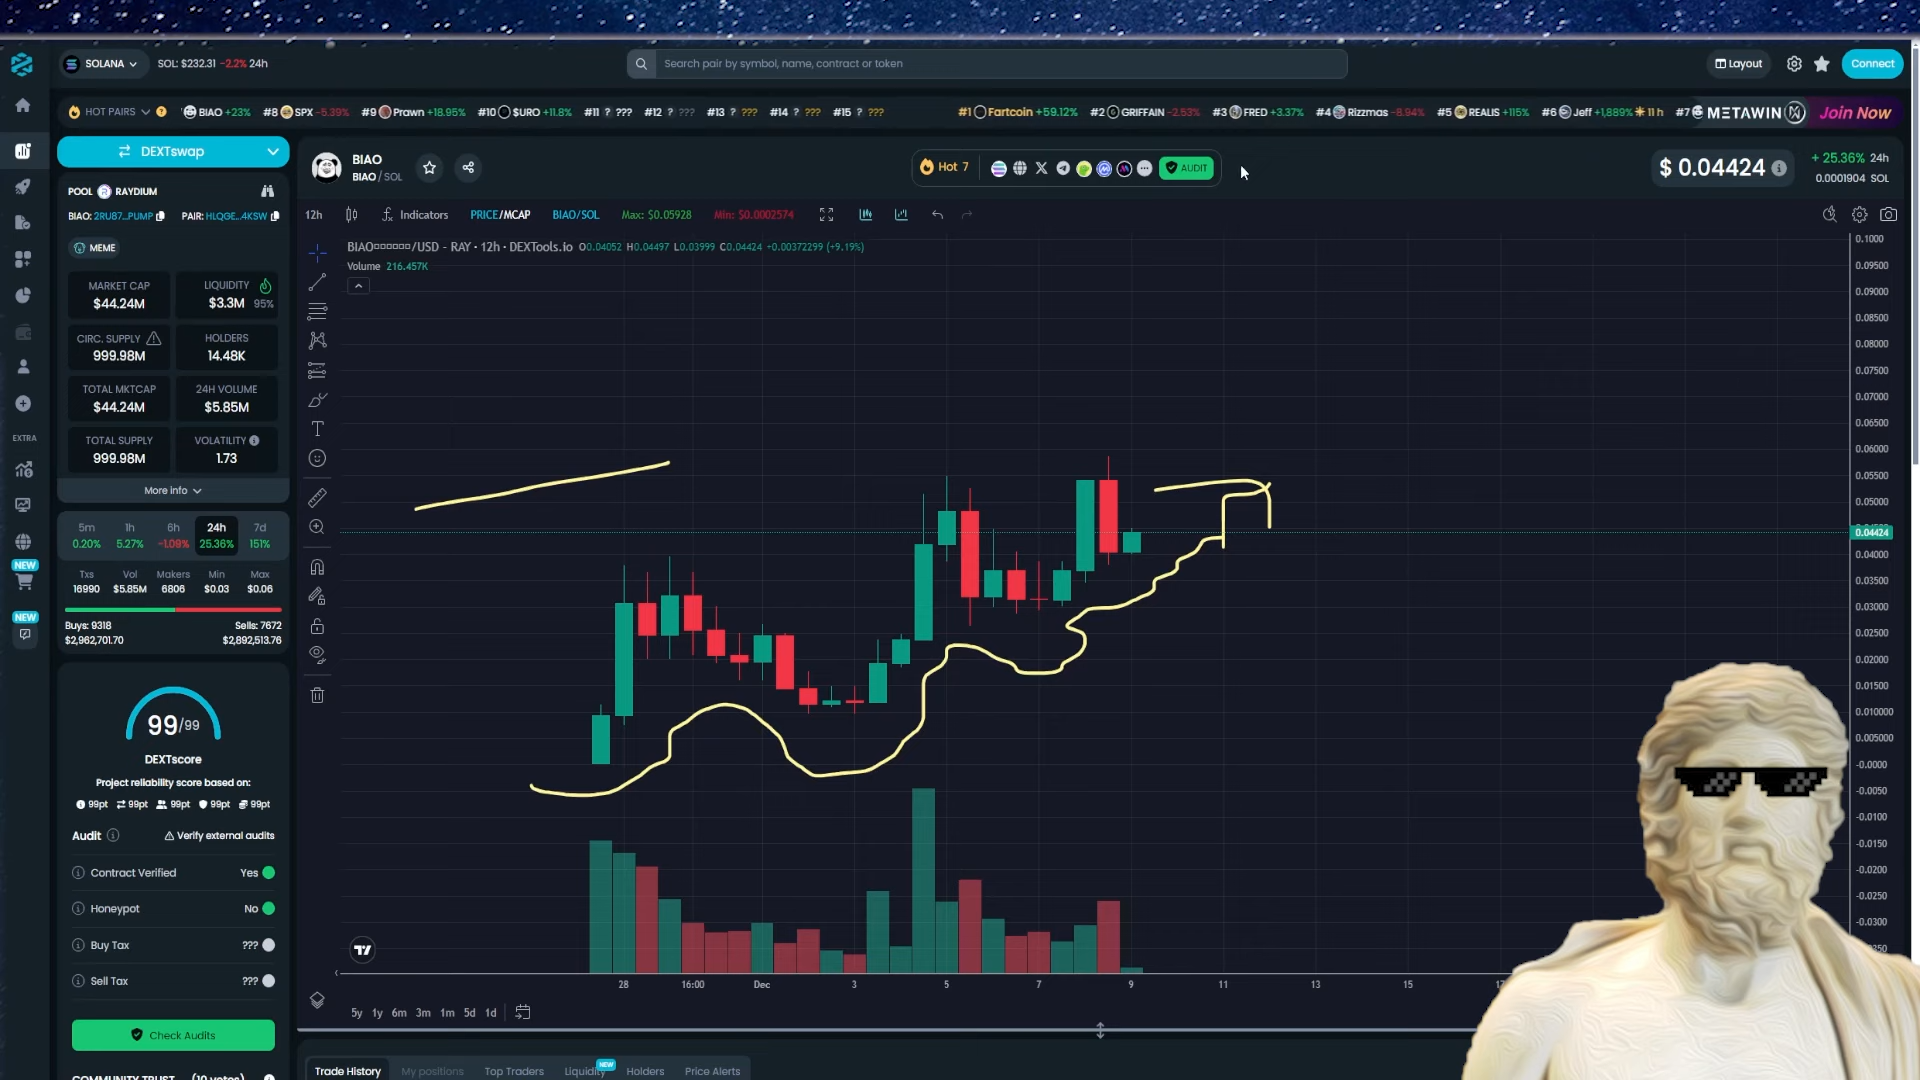 SOLANA SOL: $232.31 -2.2% 24h Search pair by symbol, name, contract or token Layout Connect
HOT PAIRS BIAO +23% #8 SPX -5.39% #9 Prawn +18.95% #10 $URO +11.8% #11 ? ??? #12 ? ??? #13 ? ??? #14 ? ??? #15 ? ??? #1 Fartcoin +59.12% #2 GRIFFAIN -2.53% #3 FRED +3.37% #4 Rizzmas -8.94% #5 REALIS +115% #6 Jeff +1,889% 11 h #7 METAWIN Join Now
DEXTswap
BIAO
BIAO / SOL
Hot 7 AUDIT
$ 0.04424
+ 25.36% 24h
0.0001904 SOL
POOL RAYDIUM
BIAO: 2RU87...PUMP PAIR: HLQGE...4KSW
MEME
MARKET CAP
$44.24M
LIQUIDITY
$3.3M 95%
CIRC. SUPPLY
999.98M
HOLDERS
14.48K
TOTAL MKTCAP
$44.24M
24H VOLUME
$5.85M
TOTAL SUPPLY
999.98M
VOLATILITY
1.73
More info
5m 1h 6h 24h 7d
0.20% 5.27% -1.09% 25.36% 151%
Txs Vol Makers Min Max
16990 $5.85M 6806 $0.03 $0.06
Buys: 9318 Sells: 7672
$2,962,701.70 $2,892,513.76
99/99
DEXTscore
Project reliability score based on:
99pt 99pt 99pt 99pt 99pt
Audit Verify external audits
Contract Verified Yes
Honeypot No
Buy Tax ???
Sell Tax ???
Check Audits
COMMUNITY TRUST (10 votes)
EXTRA
NEW
NEW
12h Indicators PRICE/MCAP BIAO/SOL Max: $0.05928 Min: $0.0002574
BIAO□□□□□□/USD - RAY · 12h · DEXTools.io O0.04052 H0.04497 L0.03999 C0.04424 +0.00372299 (+9.19%)
Volume 216.457K
0.1000
0.09500
0.09000
0.08500
0.08000
0.07500
0.07000
0.06500
0.06000
0.05500
0.05000
0.04424
0.04000
0.03500
0.03000
0.02500
0.02000
0.01500
0.010000
0.005000
-0.0000
-0.0050
-0.0100
-0.0150
-0.0200
-0.0250
-0.0300
28 16:00 Dec 3 5 7 9 11 13 15
5y 1y 6m 3m 1m 5d 1d
Trade History My positions Top Traders Liquidity NEW Holders Price Alerts